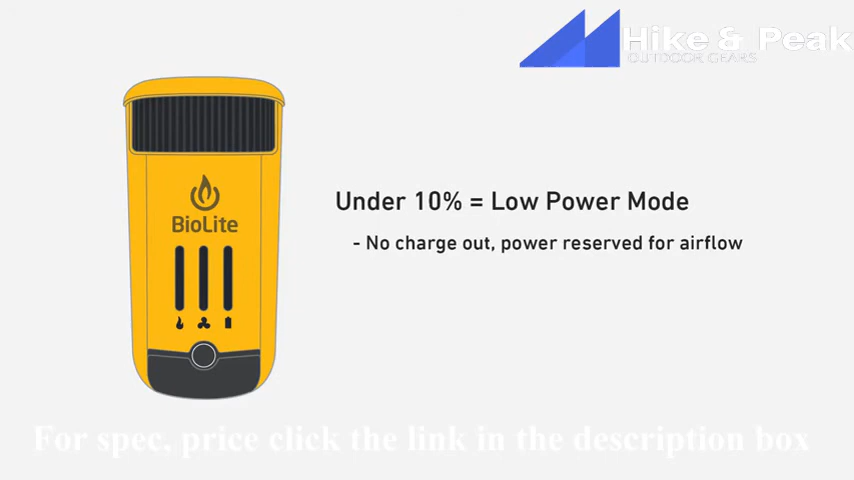 Hike & Peak
OUTDOOR GEARS
BioLite
Under 10% = Low Power Mode
- No charge out, power reserved for airflow
For spec, price click the link in the description box